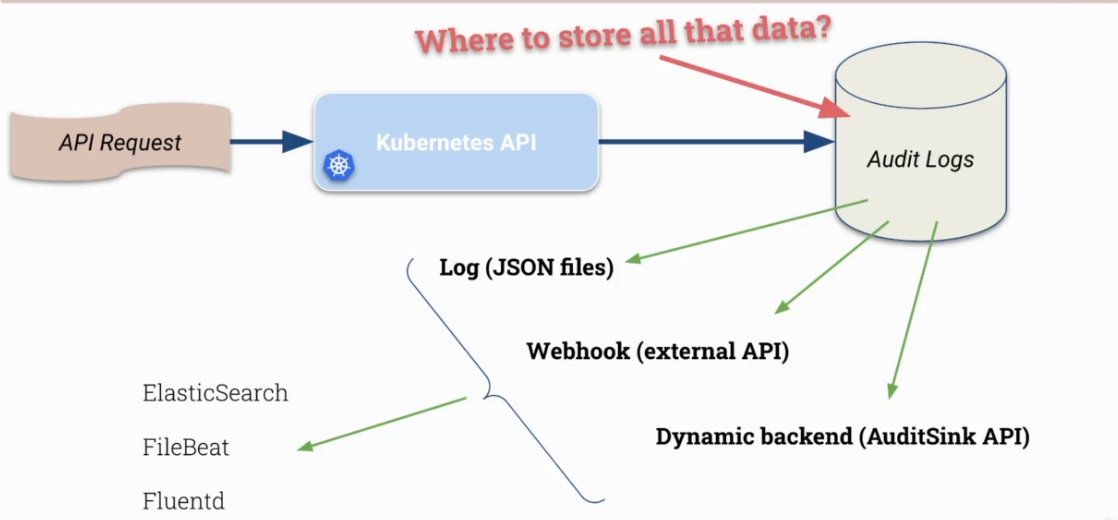 Where to store all that data?
API Request
Kubernetes API
Audit Logs
Log (JSON files)
Webhook (external API)
Dynamic backend (AuditSink API)
ElasticSearch
FileBeat
Fluentd